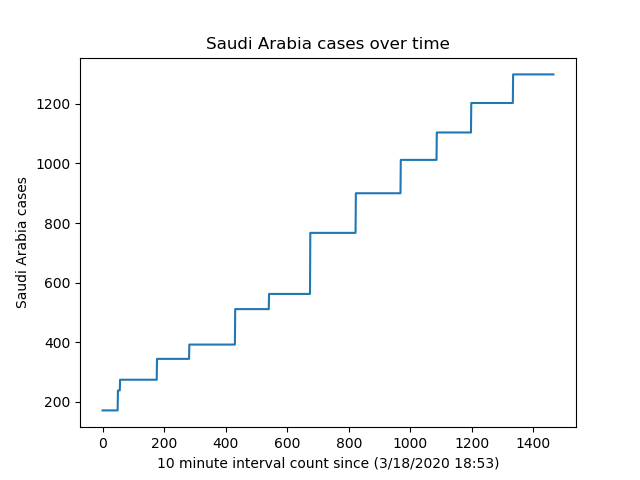 Saudi Arabia cases over time
Saudi Arabia cases
1200
1000
800
600
400
200
0 200 400 600 800 1000 1200 1400
10 minute interval count since (3/18/2020 18:53)